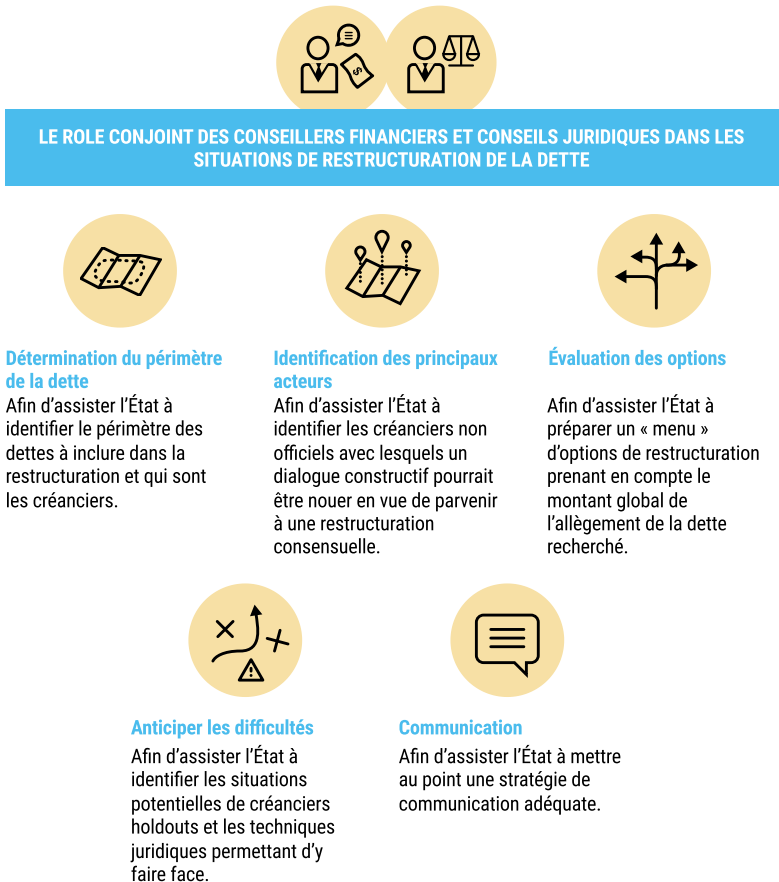 LE ROLE CONJOINT DES CONSEILLERS FINANCIERS ET CONSEILS JURIDIQUES DANS LES
SITUATIONS DE RESTRUCTURATION DE LA DETTE
Détermination du périmètre
de la dette
Afin d’assister l’État à
identifier le périmètre des
dettes à inclure dans la
restructuration et qui sont
les créanciers.
Identification des principaux
acteurs
Afin d’assister l’État à
identifier les créanciers non
officiels avec lesquels un
dialogue constructif pourrait
être nouer en vue de parvenir
à une restructuration
consensuelle.
Évaluation des options
Afin d’assister l’État à
préparer un « menu »
d’options de restructuration
prenant en compte le
montant global de
l’allègement de la dette
recherché.
Anticiper les difficultés
Afin d’assister l’État à
identifier les situations
potentielles de créanciers
holdouts et les techniques
juridiques permettant d’y
faire face.
Communication
Afin d’assister l’État à mettre
au point une stratégie de
communication adéquate.